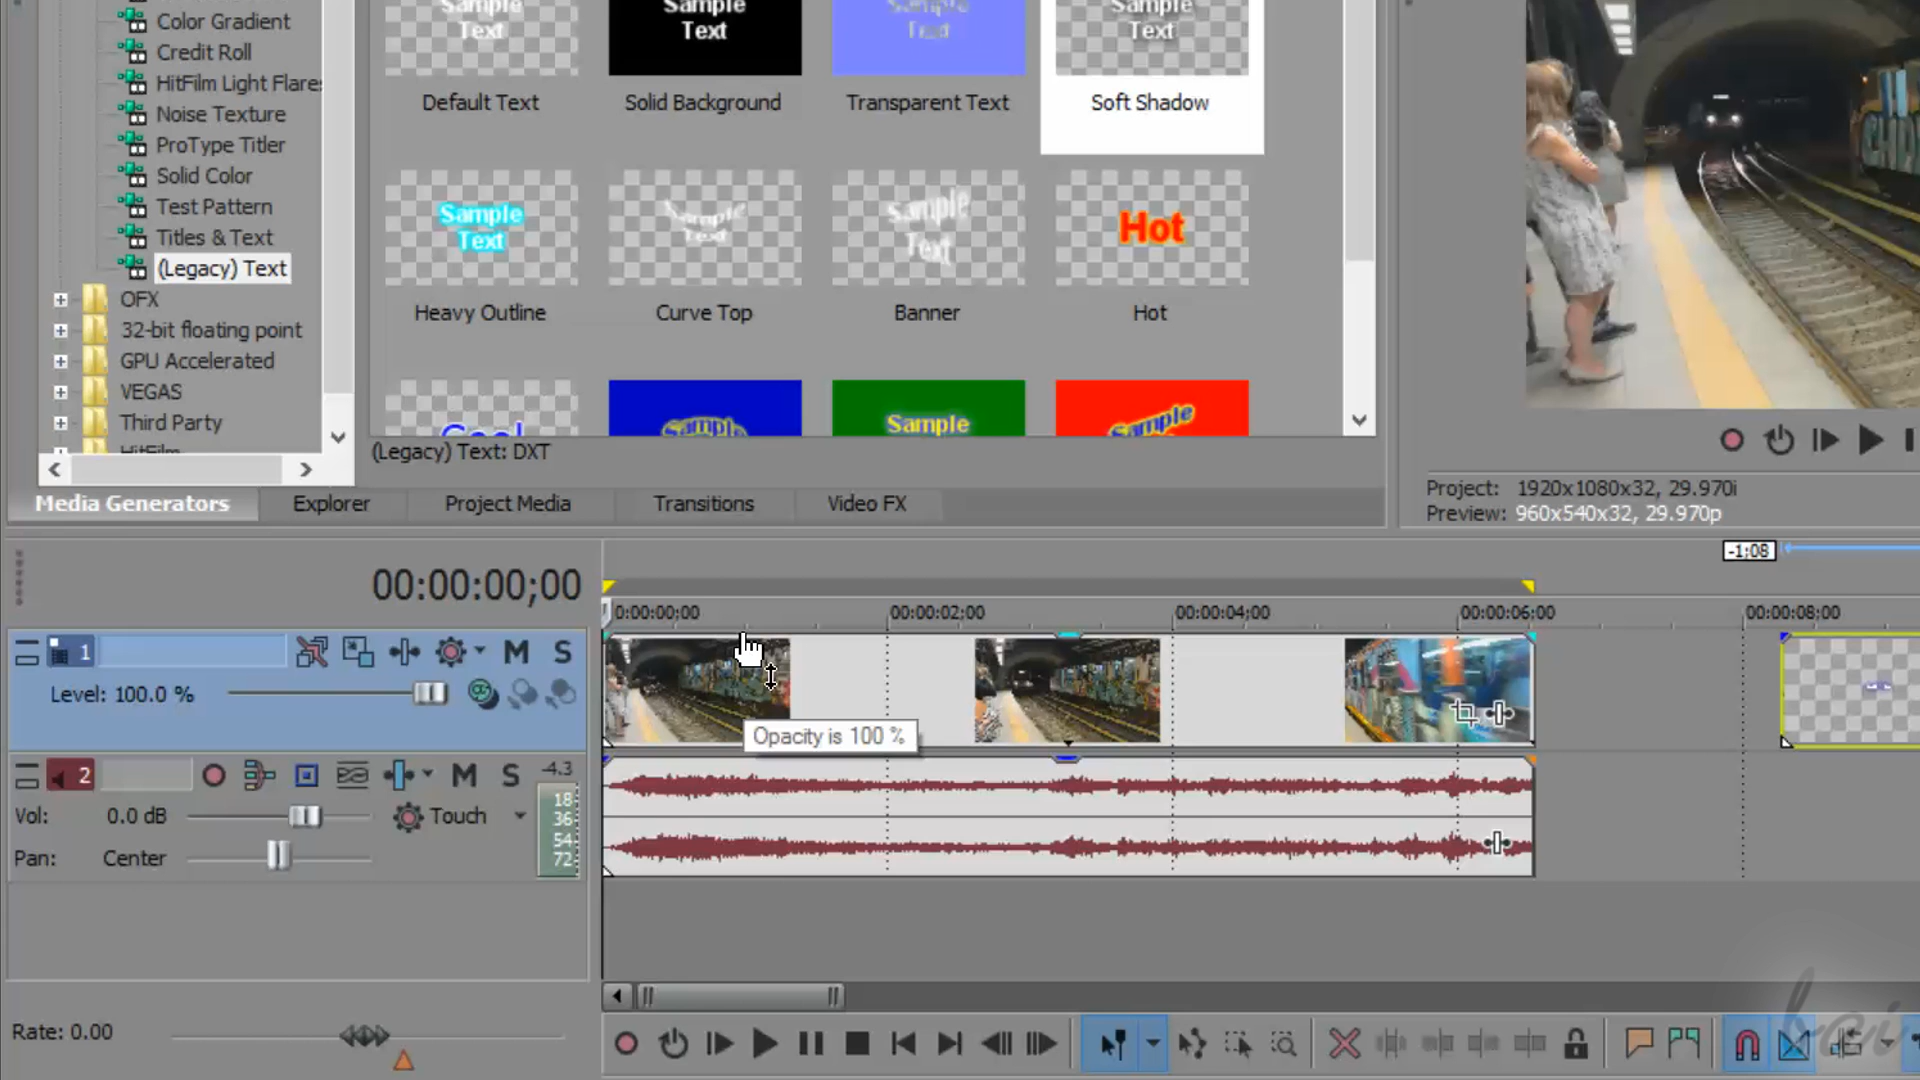 Color Gradient
Credit Roll
HitFilm Light Flares
Noise Texture
ProType Titler
Solid Color
Test Pattern
Titles & Text
(Legacy) Text
OFX
32-bit floating point
GPU Accelerated
VEGAS
Third Party
HitFilm
Sample
Text
Default Text
Sample
Text
Solid Background
Sample
Text
Transparent Text
Sample
Text
Soft Shadow
Sample
Text
Heavy Outline
Sample
Text
Curve Top
Sample
Text
Banner
Hot
Hot
Cool
Sample
Sample
Sample
(Legacy) Text: DXT
Media Generators
Explorer
Project Media
Transitions
Video FX
Project: 1920x1080x32, 29.970i
Preview: 960x540x32, 29.970p
-1;08
00:00:00;00
0:00:00;00
00:00:02;00
00:00:04;00
00:00:06;00
00:00:08;00
1
M
S
Level: 100.0 %
Opacity is 100 %
2
M
S
-4.3
Vol:
0.0 dB
Touch
18
36
54
72
Pan:
Center
Rate: 0.00